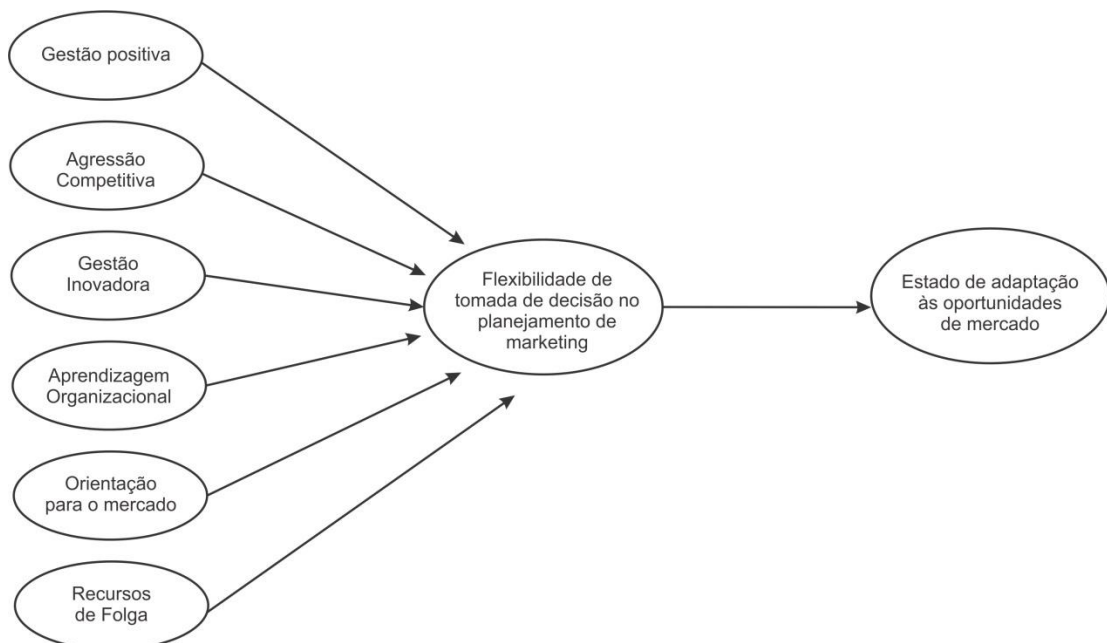 Gestão positiva
Agressão
Competitiva
Gestão
Inovadora
Aprendizagem
Organizacional
Orientação
para o mercado
Recursos
de Folga
Flexibilidade de
tomada de decisão no
planejamento de
marketing
Estado de adaptação
às oportunidades
de mercado